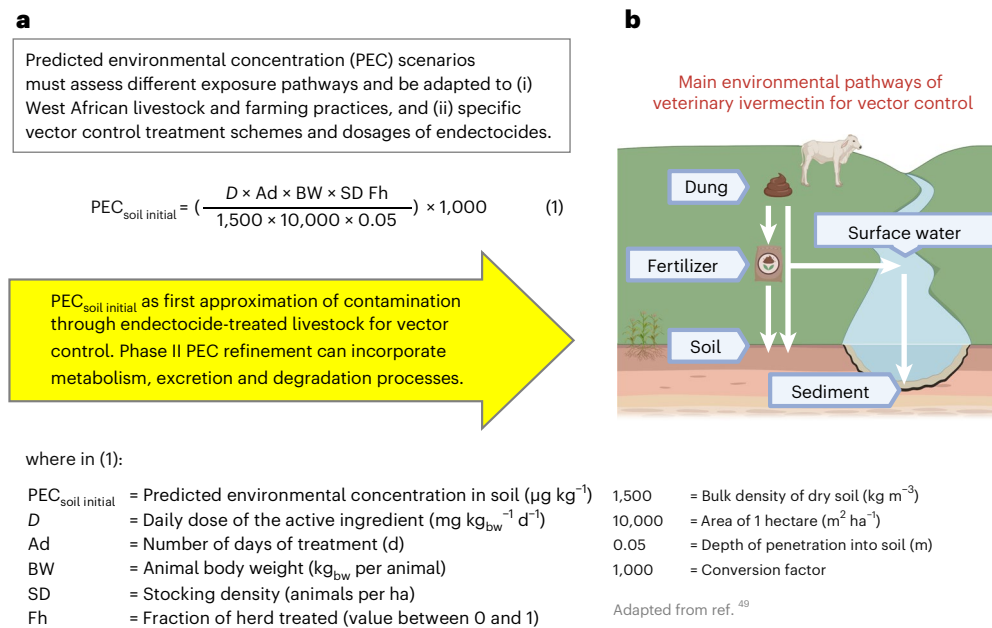 a
Predicted environmental concentration (PEC) scenarios
must assess different exposure pathways and be adapted to (i)
West African livestock and farming practices, and (ii) specific
vector control treatment schemes and dosages of endectocides.
PECsoil initial = ( D × Ad × BW × SD Fh / 1,500 × 10,000 × 0.05 ) × 1,000 (1)
PECsoil initial as first approximation of contamination
through endectocide-treated livestock for vector
control. Phase II PEC refinement can incorporate
metabolism, excretion and degradation processes.
b
Main environmental pathways of
veterinary ivermectin for vector control
Dung
Surface water
Fertilizer
Soil
Sediment
where in (1):
PECsoil initial = Predicted environmental concentration in soil (µg kg⁻¹)
D = Daily dose of the active ingredient (mg kgbw⁻¹ d⁻¹)
Ad = Number of days of treatment (d)
BW = Animal body weight (kgbw per animal)
SD = Stocking density (animals per ha)
Fh = Fraction of herd treated (value between 0 and 1)
1,500 = Bulk density of dry soil (kg m⁻³)
10,000 = Area of 1 hectare (m² ha⁻¹)
0.05 = Depth of penetration into soil (m)
1,000 = Conversion factor
Adapted from ref. ⁴⁹